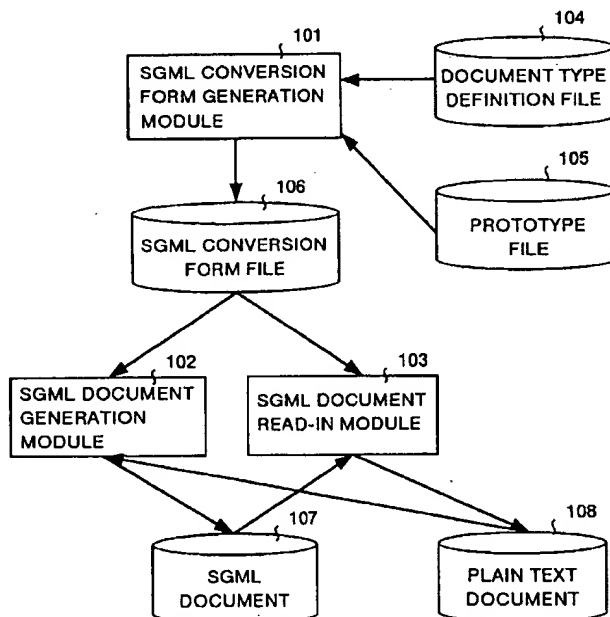 101
SGML CONVERSION
FORM GENERATION
MODULE
104
DOCUMENT TYPE
DEFINITION FILE
105
PROTOTYPE
FILE
106
SGML CONVERSION
FORM FILE
102
SGML DOCUMENT
GENERATION
MODULE
103
SGML DOCUMENT
READ-IN MODULE
107
SGML
DOCUMENT
108
PLAIN TEXT
DOCUMENT